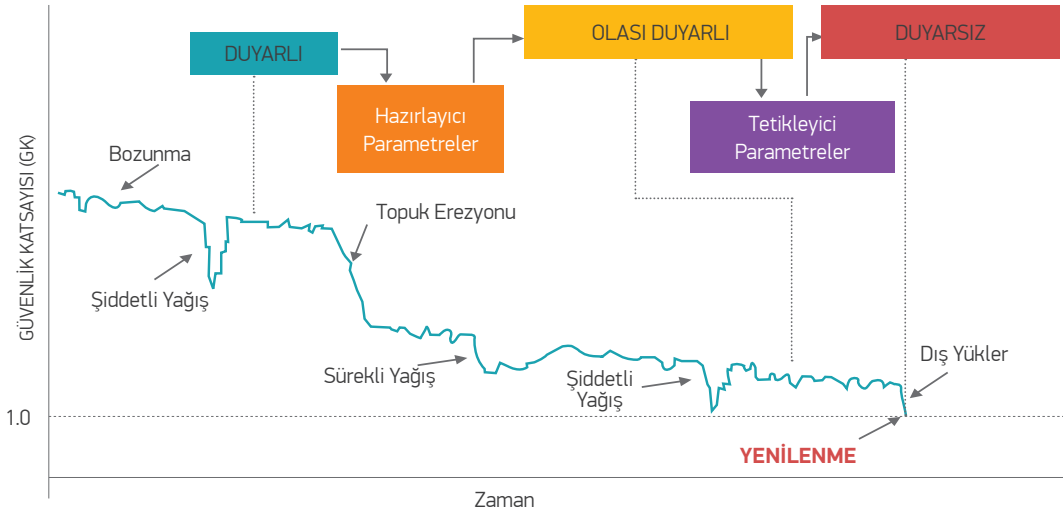 DUYARLI
OLASI DUYARLI
DUYARSIZ
Hazırlayıcı
Parametreler
Tetikleyici
Parametreler
Bozunma
Topuk Erezyonu
Şiddetli Yağış
Sürekli Yağış
Şiddetli
Yağış
Dış Yükler
GÜVENLİK KATSAYISI (GK)
1.0
YENİLENME
Zaman